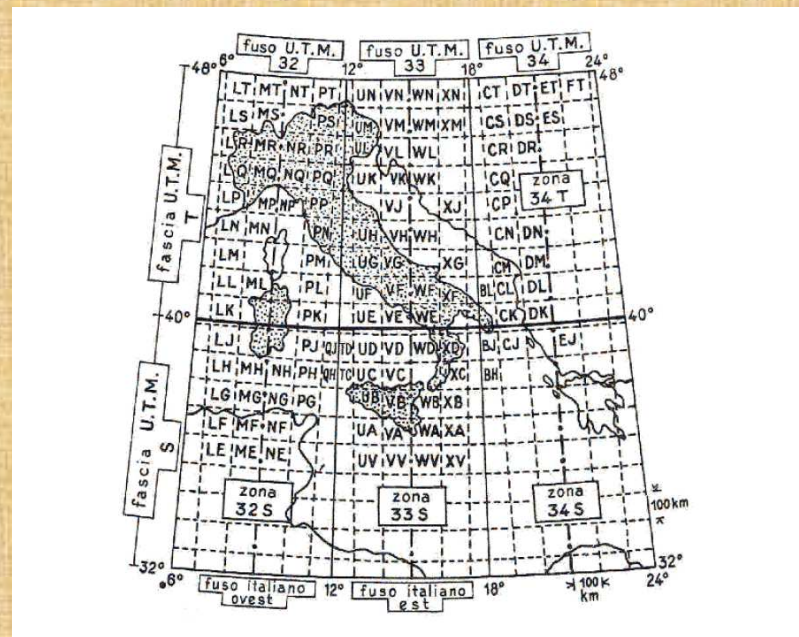 fuso U.T.M. fuso U.T.M. fuso U.T.M.
32 33 34
48° 6° 12° 18° 24° 48°
LT MT NT PT UN VN WN XN CT DT ET FT
LS MS PS UM VM WM XM CS DS ES
LR MR NR PR UL VL WL CR DR
LQ MQ NQ PQ UK VK WK CQ zona
LP MP NP PP VJ XJ CP 34 T
LN MN PN UH VH WH CN DN
LM PM UG VG XG CM DM
LL ML PL UF VF WF XF BL CL DL
LK PK UE VE WE CK DK
fascia U.T.M.
T
40° 40°
LJ PJ QJ TD UD VD WD XD BJ CJ EJ
LH MH NH PH QH TC UC VC XC BH
LG MG NG PG UB VB WB XB
LF MF NF UA VA WA XA
LE ME NE UV VV WV XV
fascia U.T.M.
S
zona zona zona
32 S 33 S 34 S
100 km
32° 32°
6° fuso italiano 12° fuso italiano 18° 100 24°
ovest est km